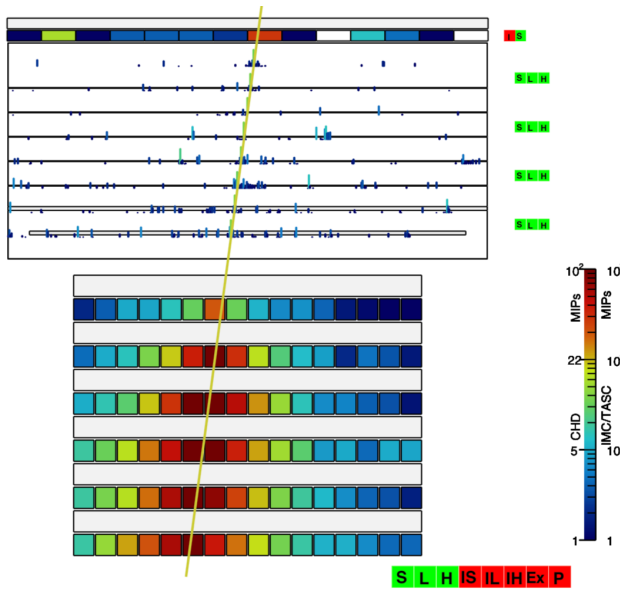 I S
S L H
S L H
S L H
S L H
10² 10
MIPs MIPs
22 10
CHD IMC/TASC
5 10
1 1
S L H IS IL IH Ex P